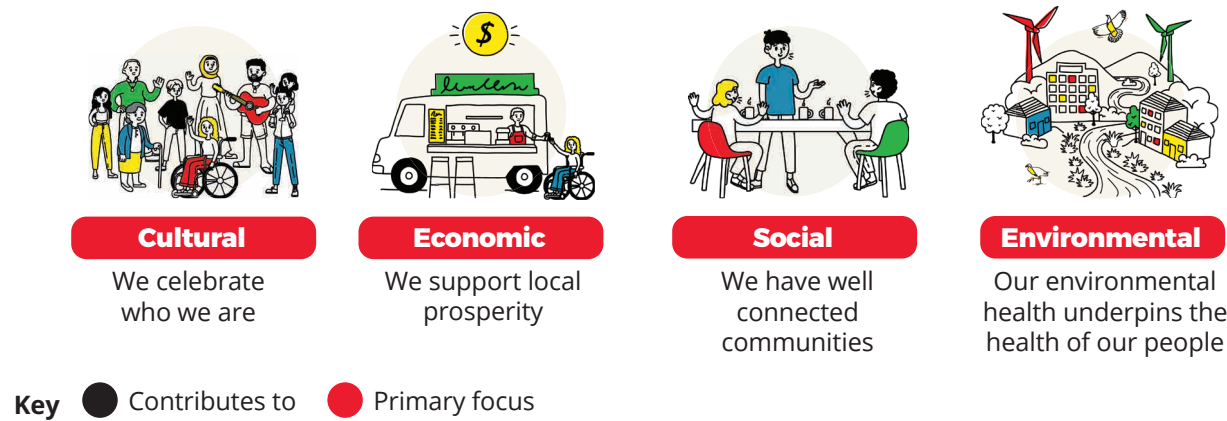 $
Cultural
We celebrate
who we are
Economic
We support local
prosperity
Social
We have well
connected
communities
Environmental
Our environmental
health underpins the
health of our people
Key
Contributes to
Primary focus